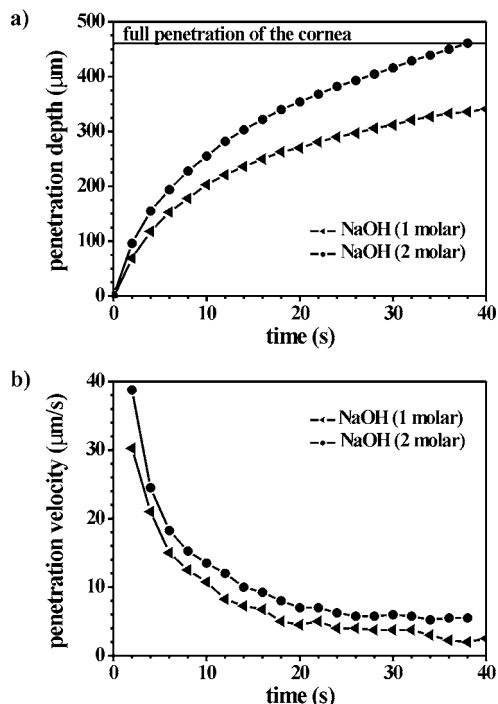 a)
full penetration of the cornea
500
400
300
200
100
0
penetration depth (μm)
NaOH (1 molar)
NaOH (2 molar)
0 10 20 30 40
time (s)
b)
40
30
20
10
0
penetration velocity (μm/s)
NaOH (1 molar)
NaOH (2 molar)
0 10 20 30 40
time (s)